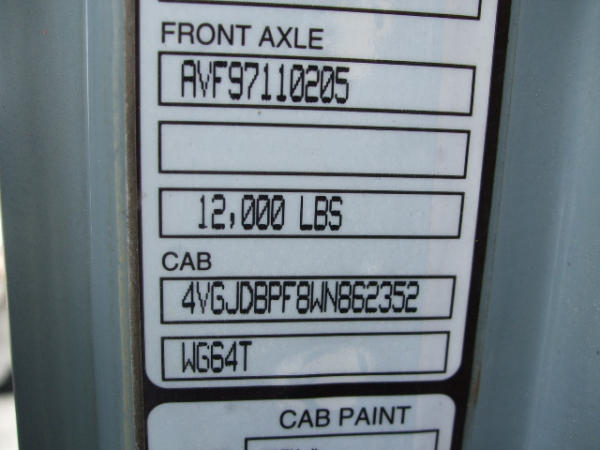 FRONT AXLE
AVF97110205
12,000 LBS
CAB
4VGJDBPF8WN862352
WG64T
CAB PAINT